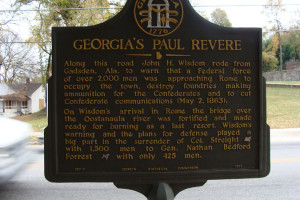 1776
GEORGIA'S PAUL REVERE
Along this road John H. Wisdom rode from
Gadsden, Ala. to warn that a Federal force
of over 2,000 men was approaching Rome to
occupy the town, destroy foundries making
ammunition for the Confederates and to cut
Confederate communications (May 2, 1863).
On Wisdom's arrival in Rome the bridge over
the Oostanaula river was fortified and made
ready for burning as a last resort. Wisdom's
warning and the plans for defense played a
big part in the surrender of Col. Streight
with 1,500 men to Gen. Nathan Bedford
Forrest with only 425 men.